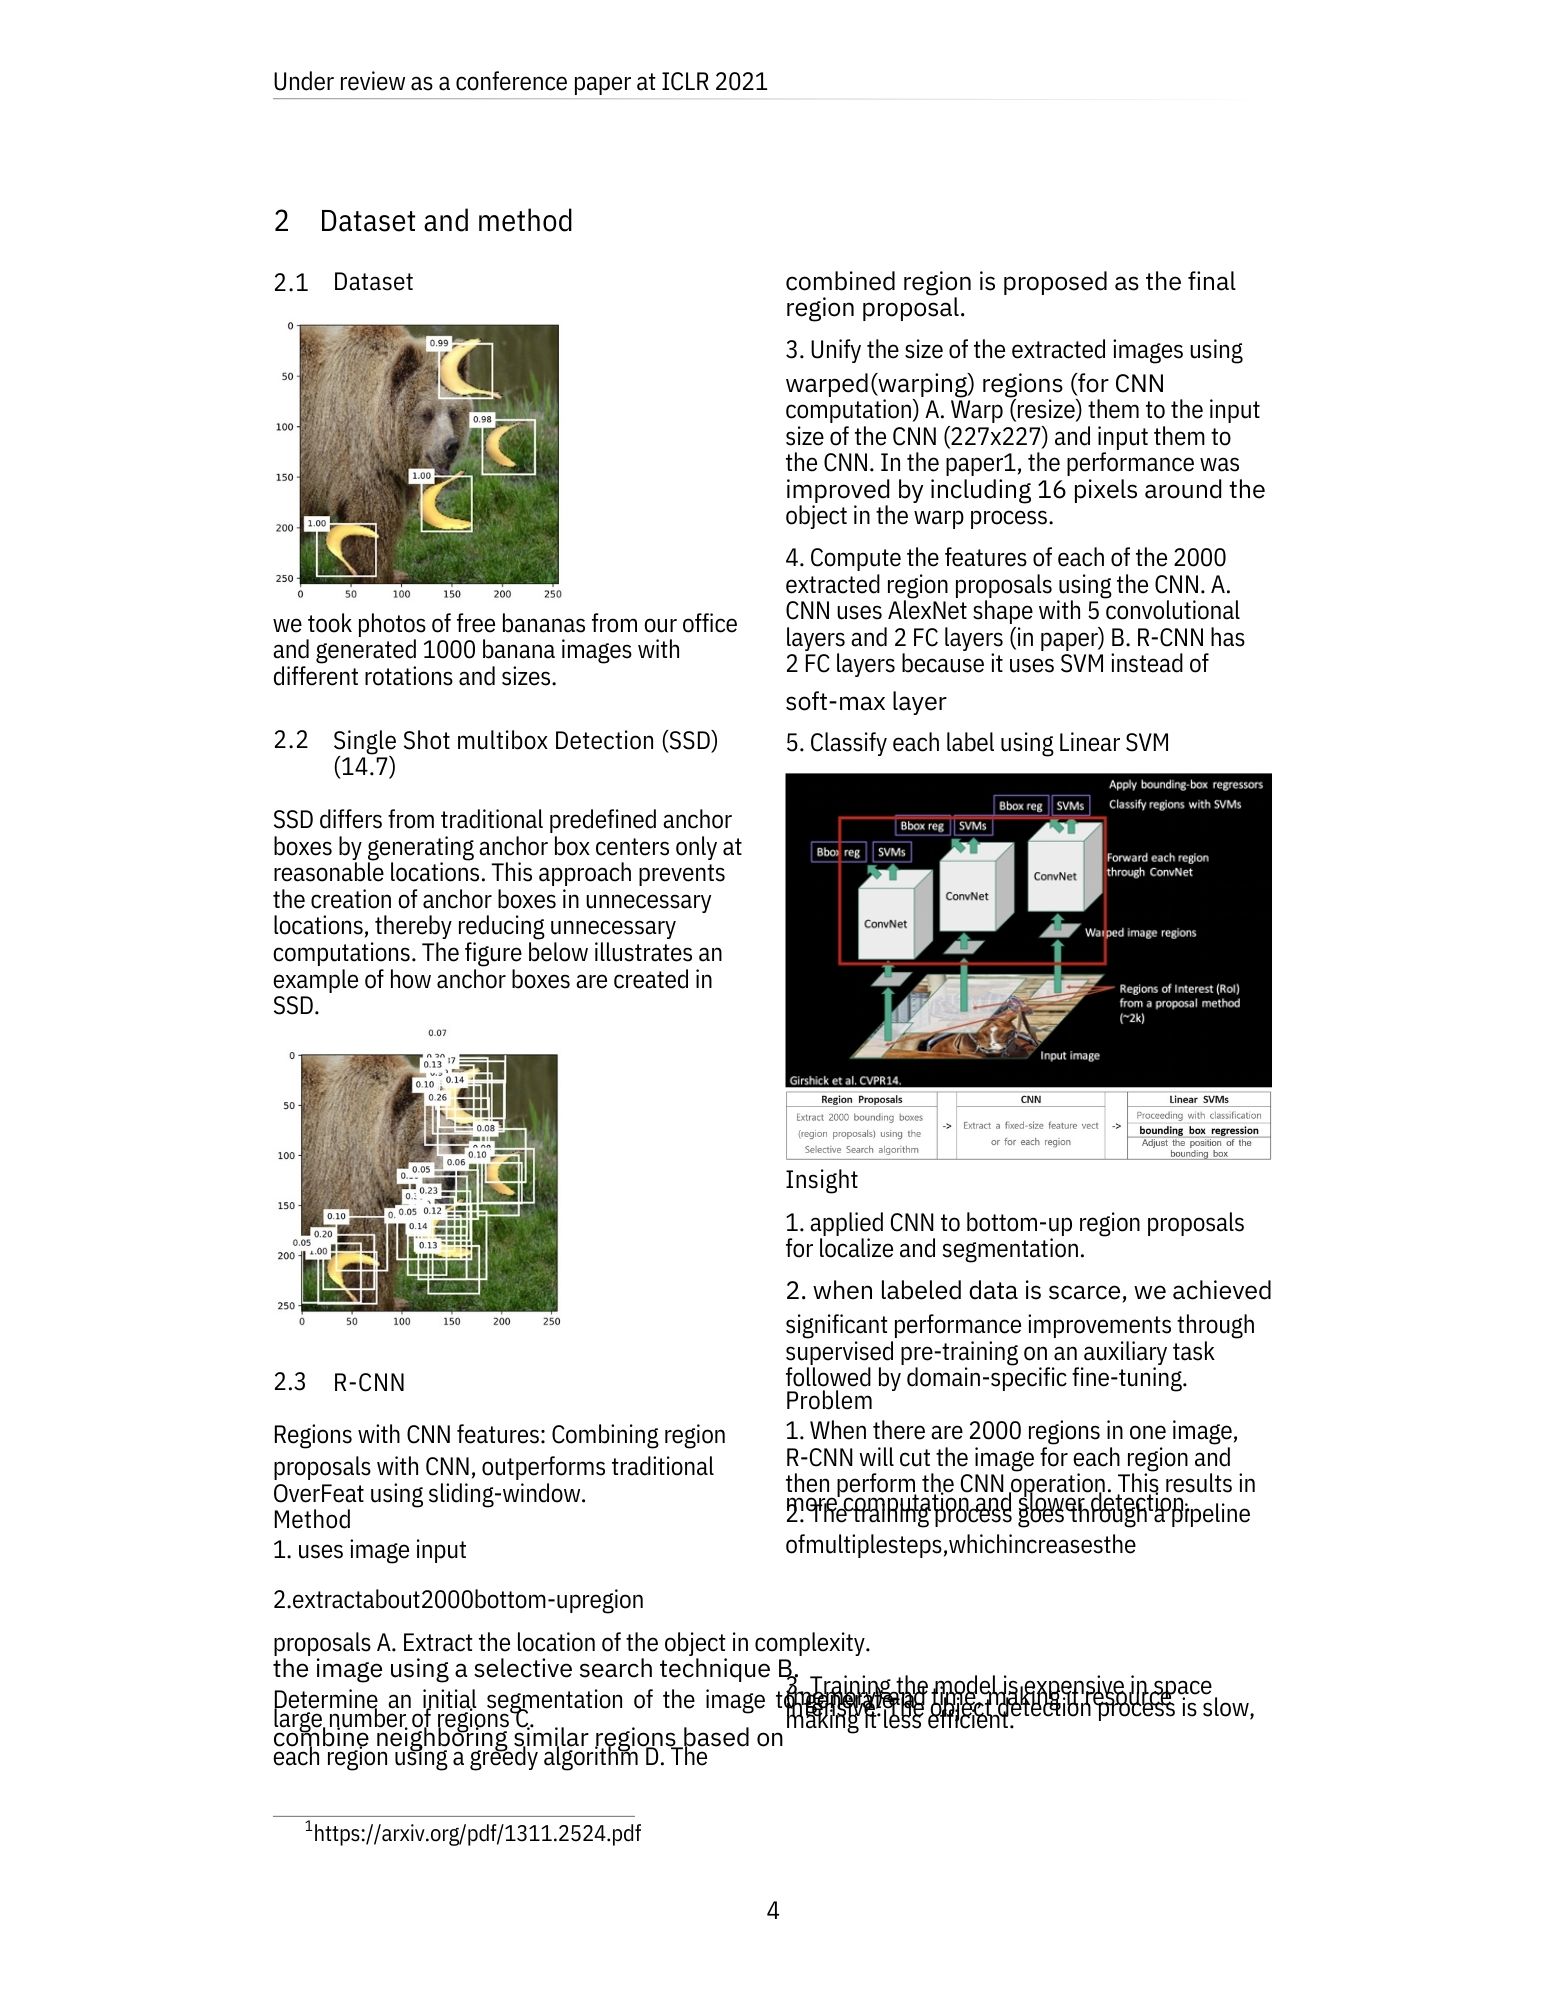 Under review as a conference paper at ICLR 2021
2 Dataset and method
2.1 Dataset
0
50
100
150
200
250
0 50 100 150 200 250
0.99
0.98
1.00
1.00
we took photos of free bananas from our office
and generated 1000 banana images with
different rotations and sizes.
2.2 Single Shot multibox Detection (SSD)
(14.7)
SSD differs from traditional predefined anchor
boxes by generating anchor box centers only at
reasonable locations. This approach prevents
the creation of anchor boxes in unnecessary
locations, thereby reducing unnecessary
computations. The figure below illustrates an
example of how anchor boxes are created in
SSD.
0.07
0
50
100
150
200
250
0 50 100 150 200 250
0.13
0.10
0.14
0.26
0.08
0.10
0.06
0.05
0.23
0.05
0.12
0.10
0.14
0.20
0.13
0.05
1.00
2.3 R-CNN
Regions with CNN features: Combining region
proposals with CNN, outperforms traditional
OverFeat using sliding-window.
Method
1. uses image input
2.extractabout2000bottom-upregion
proposals A. Extract the location of the object in complexity.
the image using a selective search technique B.
Determine an initial segmentation of the image to generate a
large number of regions C.
combine neighboring similar regions based on
each region using a greedy algorithm D. The
combined region is proposed as the final
region proposal.
3. Unify the size of the extracted images using
warped(warping) regions (for CNN
computation) A. Warp (resize) them to the input
size of the CNN (227x227) and input them to
the CNN. In the paper1, the performance was
improved by including 16 pixels around the
object in the warp process.
4. Compute the features of each of the 2000
extracted region proposals using the CNN. A.
CNN uses AlexNet shape with 5 convolutional
layers and 2 FC layers (in paper) B. R-CNN has
2 FC layers because it uses SVM instead of
soft-max layer
5. Classify each label using Linear SVM
Apply bounding-box regressors
Bbox reg SVMs Classify regions with SVMs
Bbox reg SVMs
Bbox reg SVMs
Forward each region
through ConvNet
ConvNet
ConvNet
ConvNet
Warped image regions
Regions of Interest (RoI)
from a proposal method
(~2k)
Input image
Girshick et al. CVPR14.
Region Proposals
Extract 2000 bounding boxes
(region proposals) using the
Selective Search algorithm
->
CNN
Extract a fixed-size feature vect
or for each region
->
Linear SVMs
Proceeding with classification
bounding box regression
Adjust the position of the
bounding box
Insight
1. applied CNN to bottom-up region proposals
for localize and segmentation.
2. when labeled data is scarce, we achieved
significant performance improvements through
supervised pre-training on an auxiliary task
followed by domain-specific fine-tuning.
Problem
1. When there are 2000 regions in one image,
R-CNN will cut the image for each region and
then perform the CNN operation. This results in
more computation and slower detection.
2. The training process goes through a pipeline
ofmultiplesteps,whichincreasesthe
3. Training the model is expensive in space
(memory) and time, making it resource
intensive. The object detection process is slow,
making it less efficient.
1https://arxiv.org/pdf/1311.2524.pdf
4